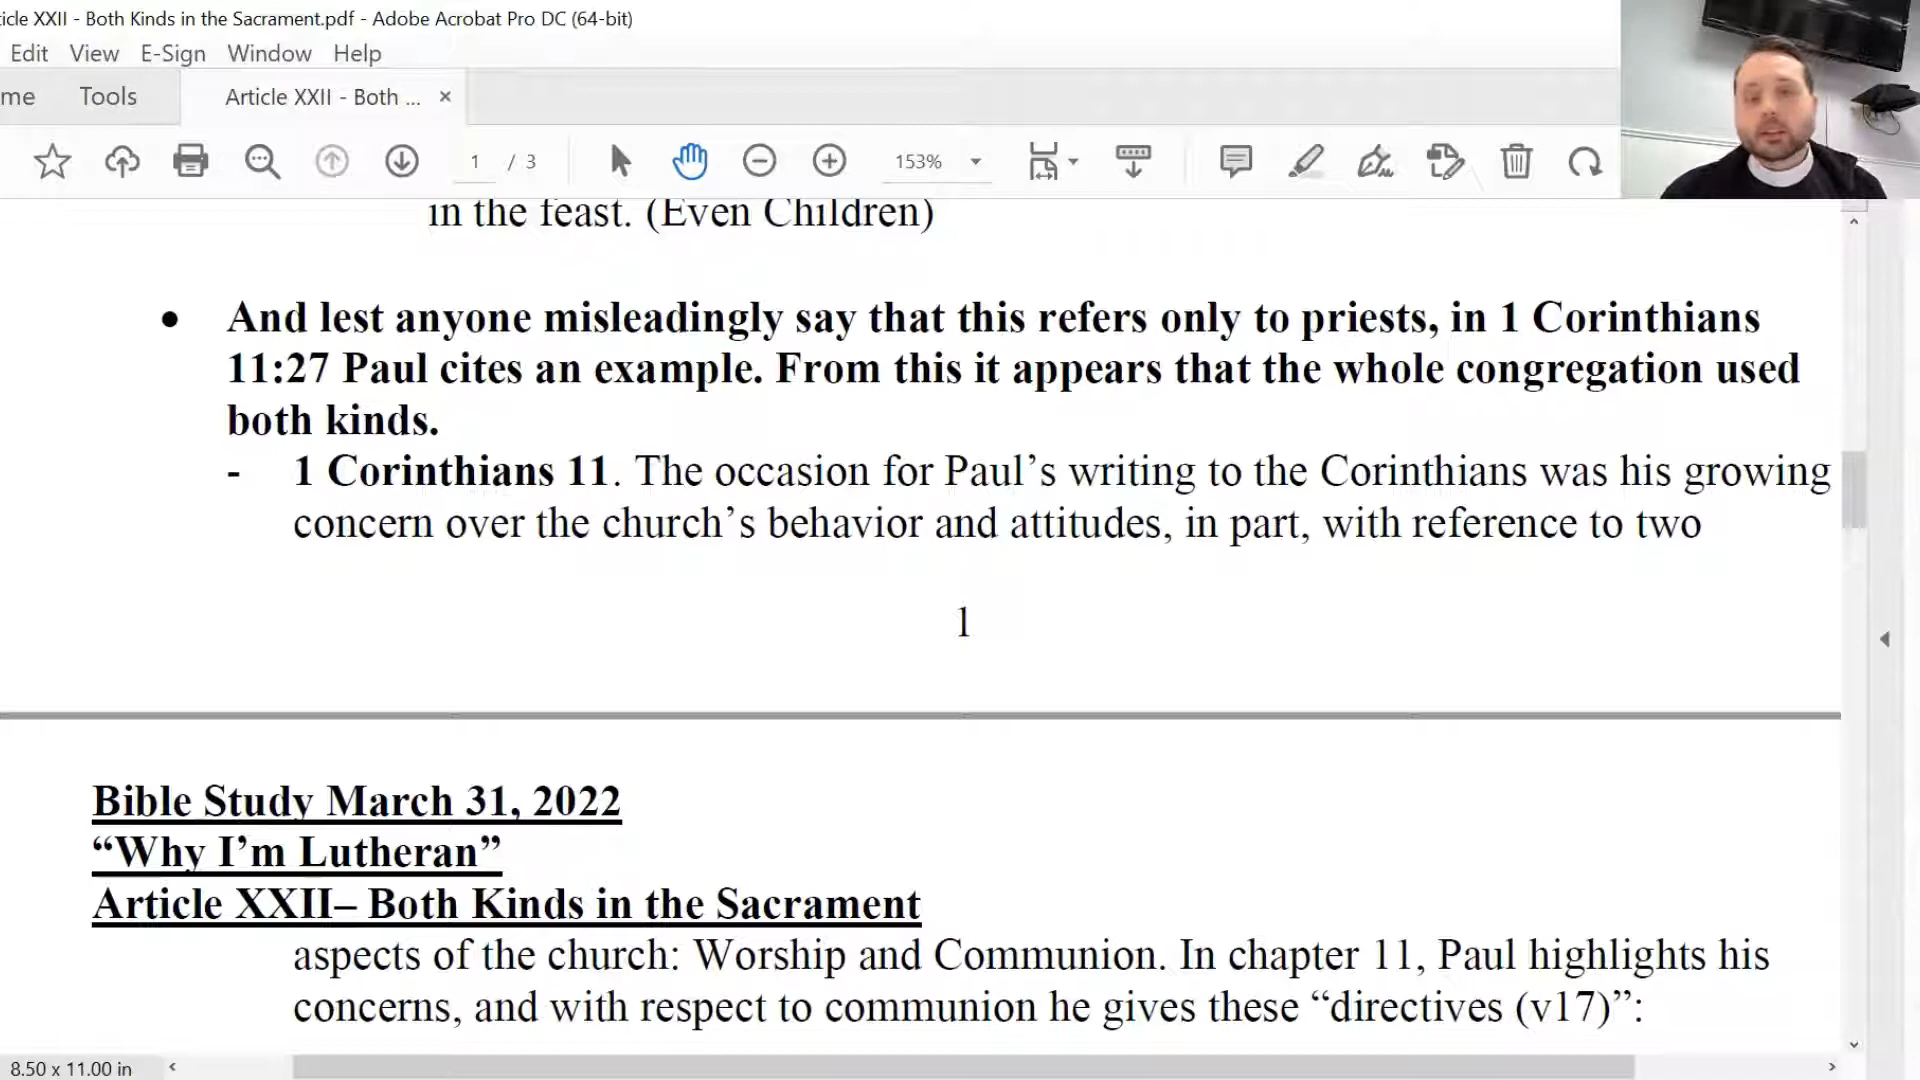 icle XXII - Both Kinds in the Sacrament.pdf - Adobe Acrobat Pro DC (64-bit)
Edit View E-Sign Window Help
me Tools Article XXII - Both ... ×
1 / 3 153%
in the feast. (Even Children)
• And lest anyone misleadingly say that this refers only to priests, in 1 Corinthians
11:27 Paul cites an example. From this it appears that the whole congregation used
both kinds.
- 1 Corinthians 11. The occasion for Paul’s writing to the Corinthians was his growing
concern over the church’s behavior and attitudes, in part, with reference to two
1
Bible Study March 31, 2022
“Why I’m Lutheran”
Article XXII– Both Kinds in the Sacrament
aspects of the church: Worship and Communion. In chapter 11, Paul highlights his
concerns, and with respect to communion he gives these “directives (v17)”:
8.50 x 11.00 in